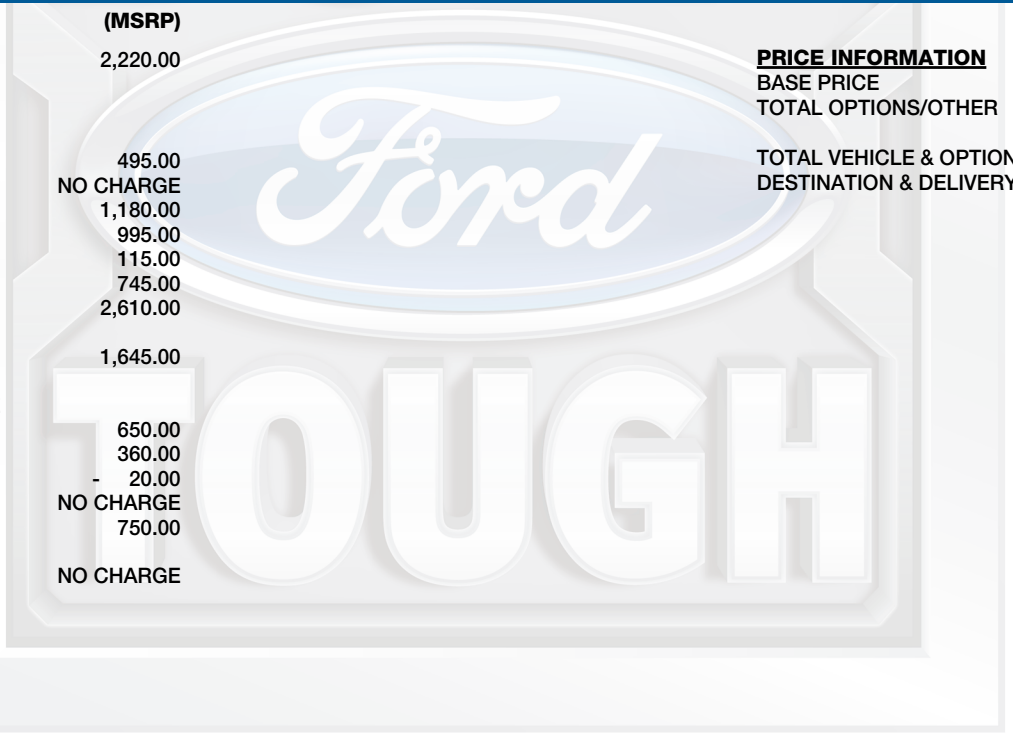 (MSRP)
2,220.00
495.00
NO CHARGE
1,180.00
995.00
115.00
745.00
2,610.00
1,645.00
650.00
360.00
- 20.00
NO CHARGE
750.00
NO CHARGE
PRICE INFORMATION
BASE PRICE
TOTAL OPTIONS/OTHER
TOTAL VEHICLE & OPTION
DESTINATION & DELIVERY
Ford
TOUGH